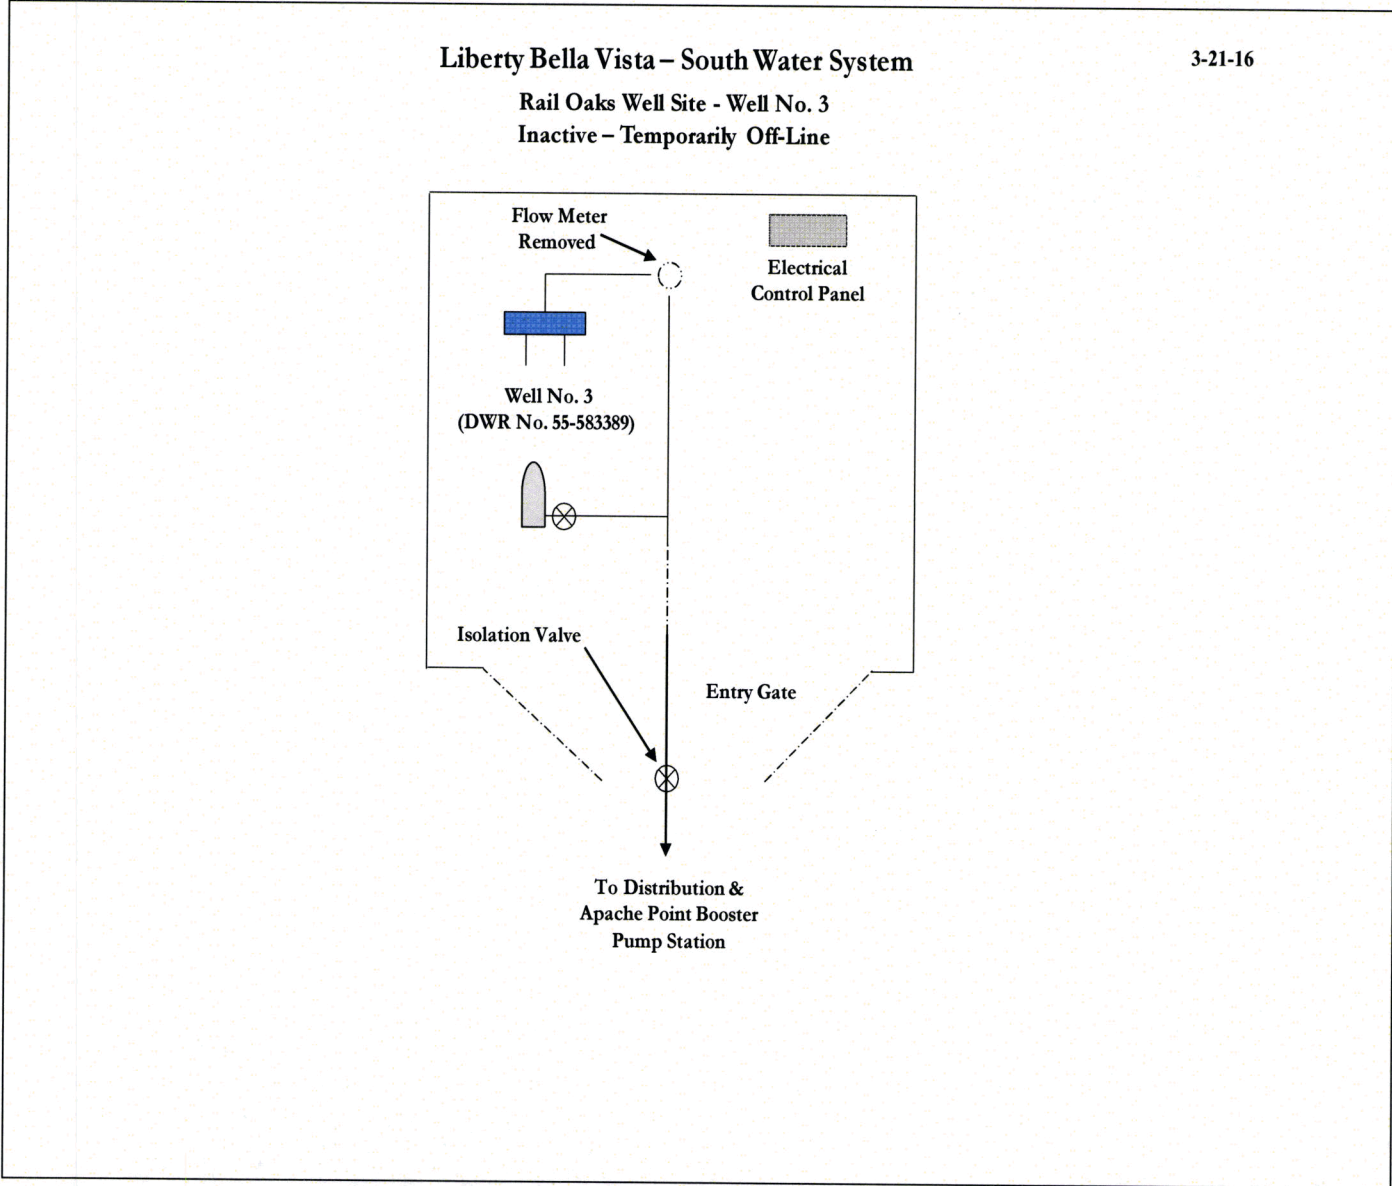 Liberty Bella Vista – South Water System
3-21-16
Rail Oaks Well Site - Well No. 3
Inactive – Temporarily Off-Line
Flow Meter
Removed
Electrical
Control Panel
Well No. 3
(DWR No. 55-583389)
Isolation Valve
Entry Gate
To Distribution &
Apache Point Booster
Pump Station